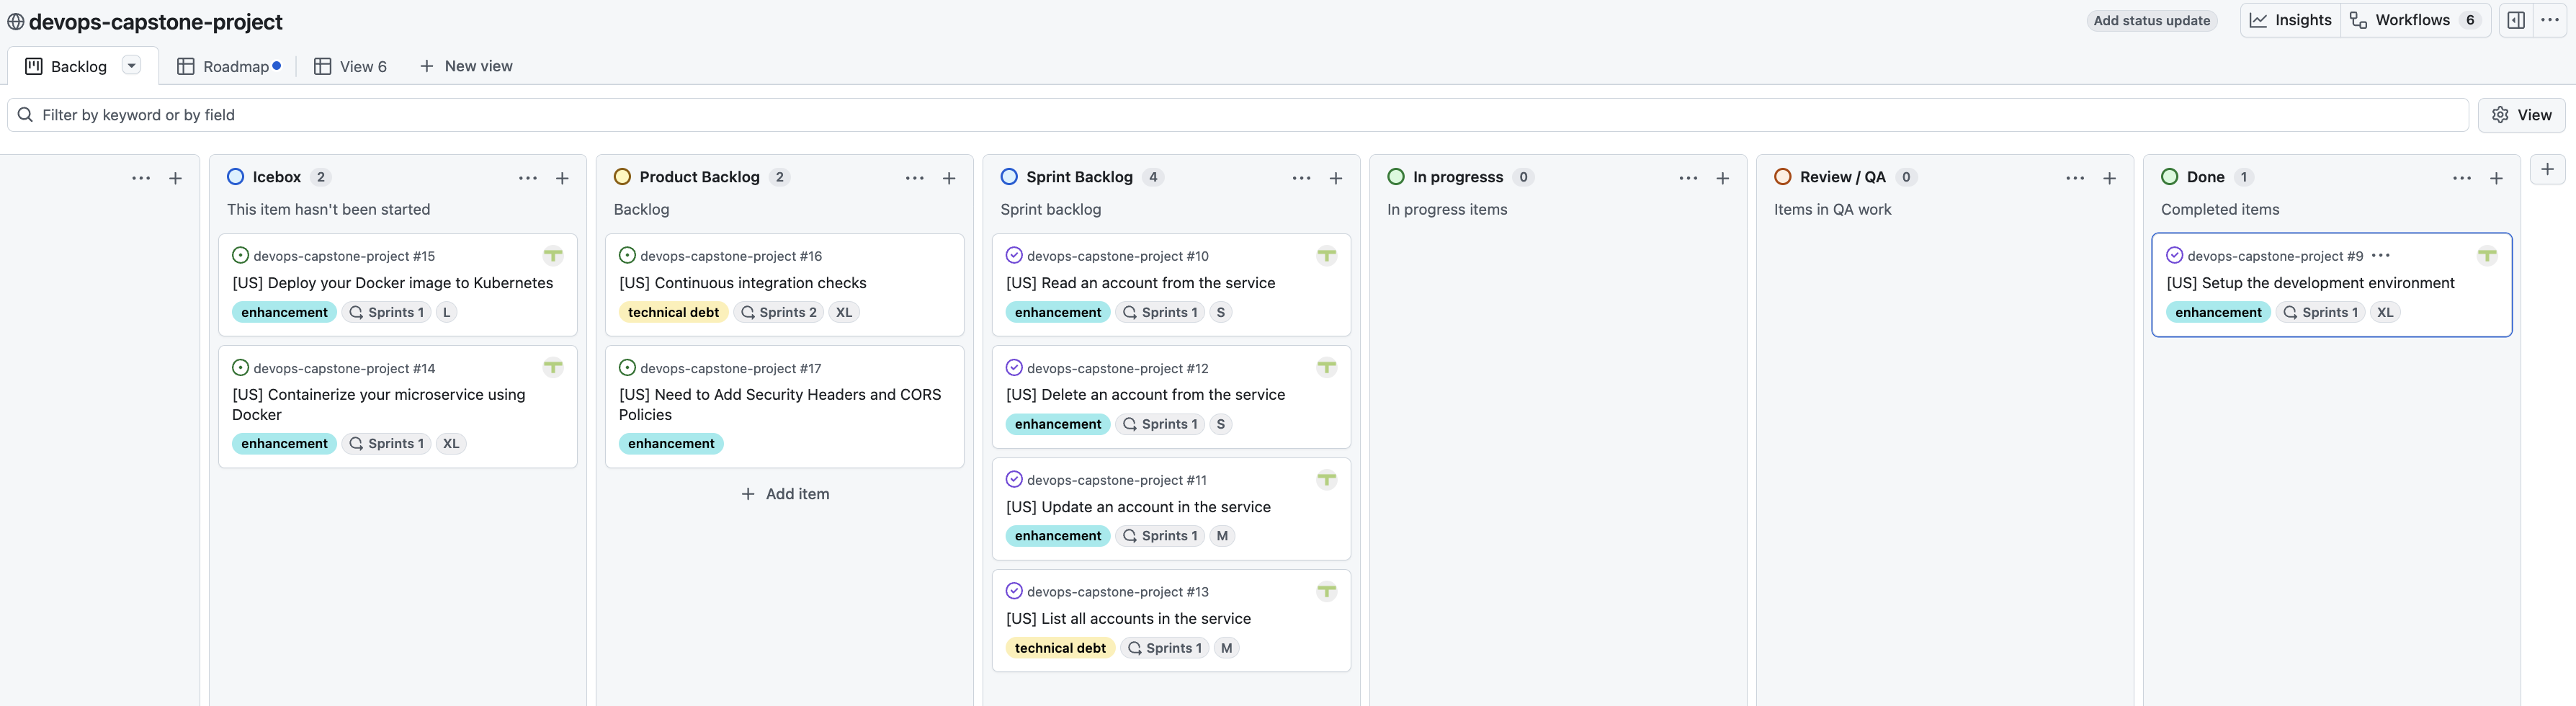 devops-capstone-project
Add status update
Insights
Workflows 6
Backlog
Roadmap
View 6
New view
Filter by keyword or by field
View
Icebox 2
This item hasn't been started
devops-capstone-project #15
[US] Deploy your Docker image to Kubernetes
enhancement Sprints 1 L
devops-capstone-project #14
[US] Containerize your microservice using
Docker
enhancement Sprints 1 XL
Product Backlog 2
Backlog
devops-capstone-project #16
[US] Continuous integration checks
technical debt Sprints 2 XL
devops-capstone-project #17
[US] Need to Add Security Headers and CORS
Policies
enhancement
Add item
Sprint Backlog 4
Sprint backlog
devops-capstone-project #10
[US] Read an account from the service
enhancement Sprints 1 S
devops-capstone-project #12
[US] Delete an account from the service
enhancement Sprints 1 S
devops-capstone-project #11
[US] Update an account in the service
enhancement Sprints 1 M
devops-capstone-project #13
[US] List all accounts in the service
technical debt Sprints 1 M
In progresss 0
In progress items
Review / QA 0
Items in QA work
Done 1
Completed items
devops-capstone-project #9
[US] Setup the development environment
enhancement Sprints 1 XL